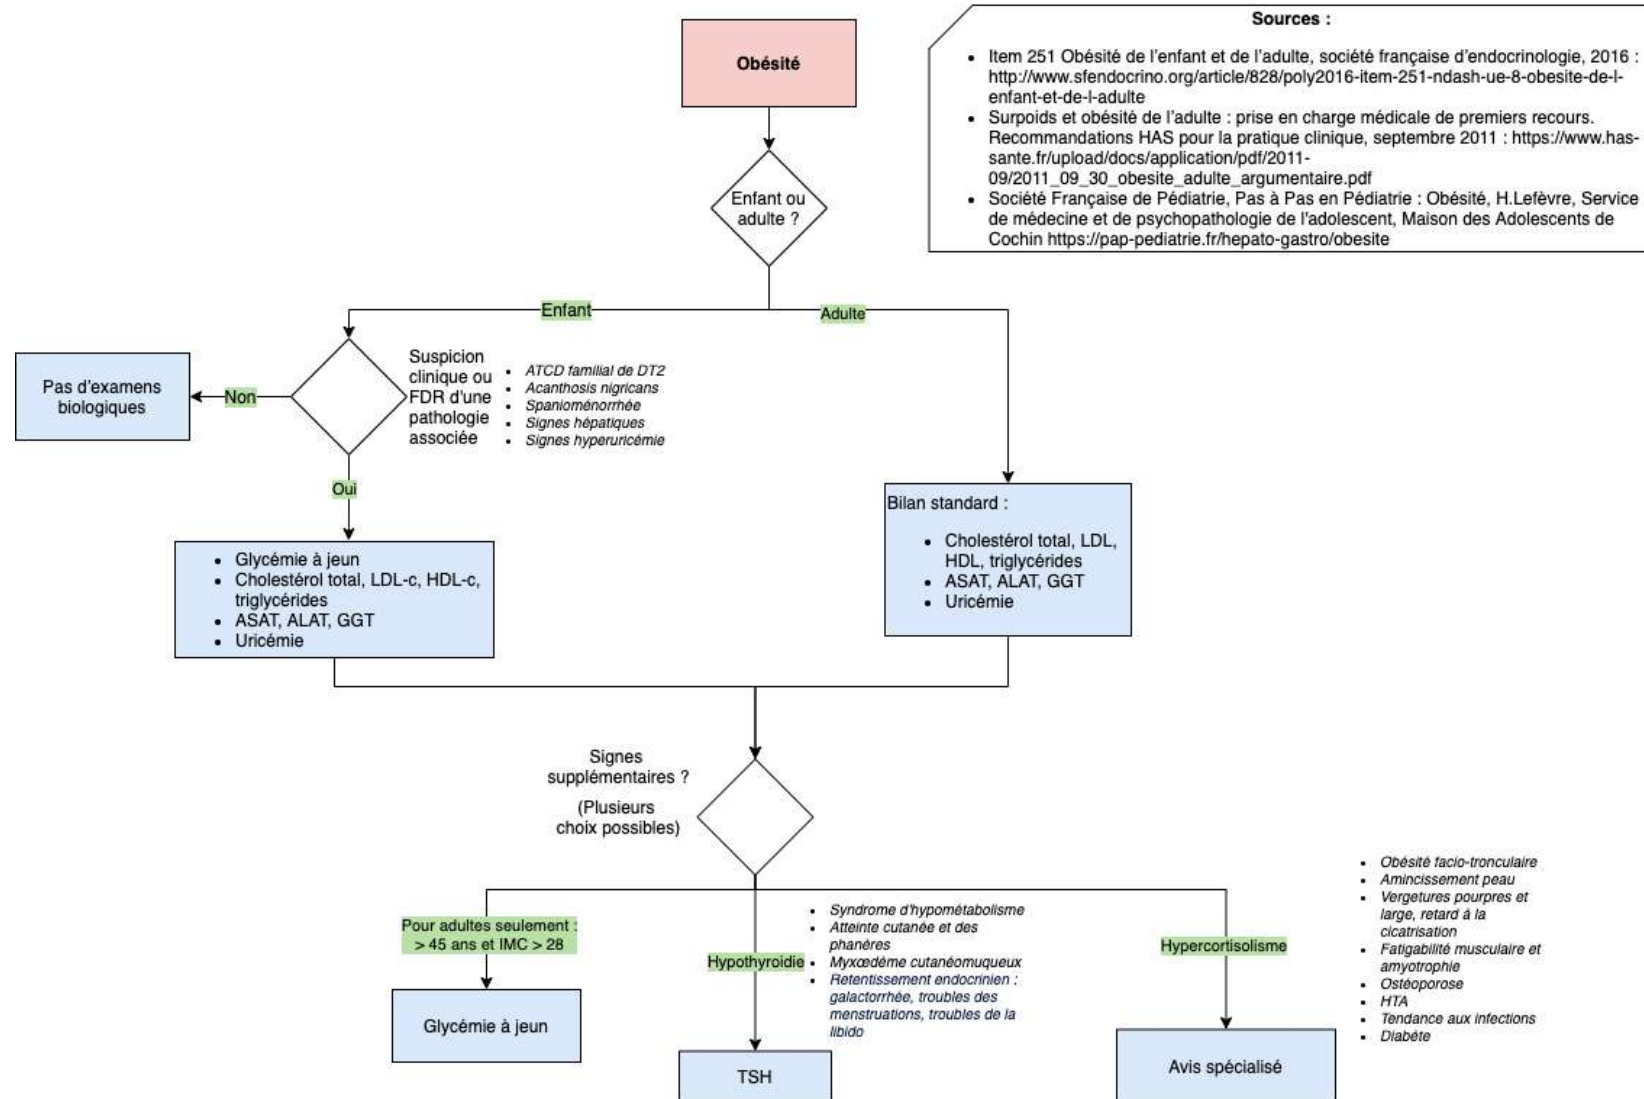 Obésité
Sources :
Item 251 Obésité de l'enfant et de l'adulte, société française d'endocrinologie, 2016 :
http://www.sfendocrino.org/article/828/poly2016-item-251-ndash-ue-8-obesite-de-l-
enfant-et-de-l-adulte
Surpoids et obésité de l'adulte : prise en charge médicale de premiers recours.
Recommandations HAS pour la pratique clinique, septembre 2011 : https://www.has-
sante.fr/upload/docs/application/pdf/2011-
09/2011_09_30_obesite_adulte_argumentaire.pdf
Société Française de Pédiatrie, Pas à Pas en Pédiatrie : Obésité, H.Lefèvre, Service
de médecine et de psychopathologie de l'adolescent, Maison des Adolescents de
Cochin https://pap-pediatrie.fr/hepato-gastro/obesite
Enfant ou
adulte ?
Enfant
Adulte
Pas d'examens
biologiques
Non
Suspicion
clinique ou
FDR d'une
pathologie
associée
ATCD familial de DT2
Acanthosis nigricans
Spanioménorrhée
Signes hépatiques
Signes hyperuricémie
Oui
Glycémie à jeun
Cholestérol total, LDL-c, HDL-c,
triglycérides
ASAT, ALAT, GGT
Uricémie
Bilan standard :
Cholestérol total, LDL,
HDL, triglycérides
ASAT, ALAT, GGT
Uricémie
Signes
supplémentaires ?
(Plusieurs
choix possibles)
Pour adultes seulement :
> 45 ans et IMC > 28
Glycémie à jeun
Hypothyroidie
Syndrome d'hypométabolisme
Atteinte cutanée et des
phanères
Myxœdème cutanéomuqueux
Retentissement endocrinien :
galactorrhée, troubles des
menstruations, troubles de la
libido
TSH
Hypercortisolisme
Obésité facio-tronculaire
Amincissement peau
Vergetures pourpres et
large, retard à la
cicatrisation
Fatigabilité musculaire et
amyotrophie
Ostéoporose
HTA
Tendance aux infections
Diabète
Avis spécialisé